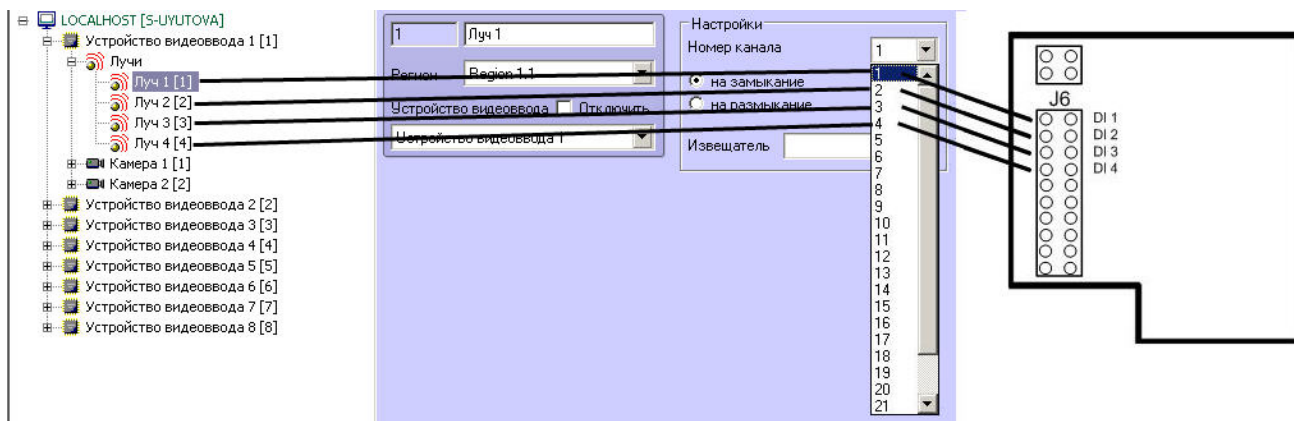 LOCALHOST [S-UYUTOVA]
Устройство видеоввода 1 [1]
Лучи
Луч 1 [1]
Луч 2 [2]
Луч 3 [3]
Луч 4 [4]
Камера 1 [1]
Камера 2 [2]
Устройство видеоввода 2 [2]
Устройство видеоввода 3 [3]
Устройство видеоввода 4 [4]
Устройство видеоввода 5 [5]
Устройство видеоввода 6 [6]
Устройство видеоввода 7 [7]
Устройство видеоввода 8 [8]
1 Луч 1
Регион Region 1.1
Устройство видеоввода Отключить
Устройство видеоввода 1
Настройки
Номер канала 1
на замыкание
на размыкание
Извещатель
1
2
3
4
5
6
7
8
9
10
11
12
13
14
15
16
17
18
19
20
21
J6
DI 1
DI 2
DI 3
DI 4